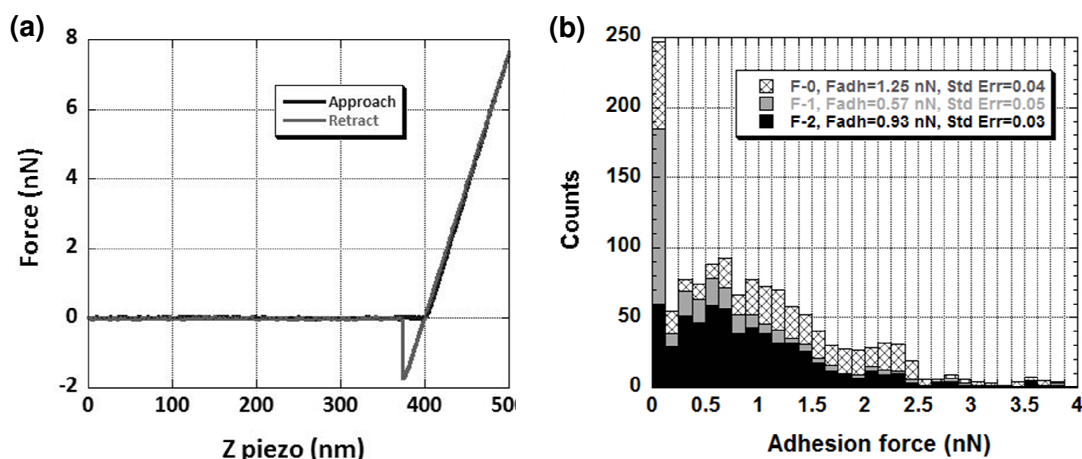 (a)
8
6
4
2
0
-2
Force (nN)
Approach
Retract
0
100
200
300
400
50
Z piezo (nm)
(b)
250
200
150
100
50
0
Counts
F-0, Fadh=1.25 nN, Std Err=0.04
F-1, Fadh=0.57 nN, Std Err=0.05
F-2, Fadh=0.93 nN, Std Err=0.03
0
0.5
1
1.5
2
2.5
3
3.5
4
Adhesion force (nN)